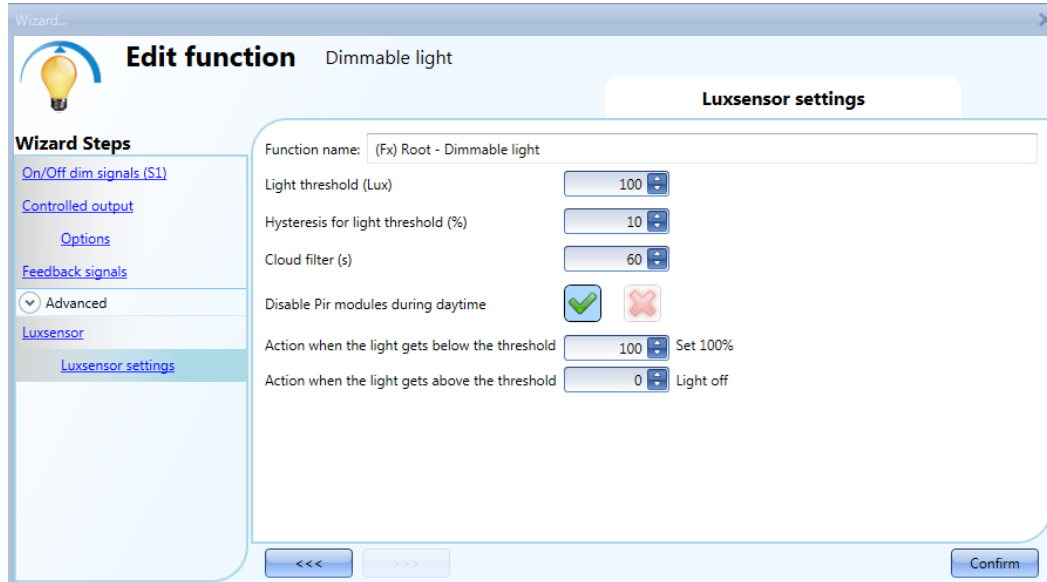 Wizard...
Edit function Dimmable light
Luxsensor settings
Wizard Steps
On/Off dim signals (S1)
Controlled output
Options
Feedback signals
Advanced
Luxsensor
Luxsensor settings
Function name: (Fx) Root - Dimmable light
Light threshold (Lux) 100
Hysteresis for light threshold (%) 10
Cloud filter (s) 60
Disable Pir modules during daytime
Action when the light gets below the threshold 100 Set 100%
Action when the light gets above the threshold 0 Light off
<<< >>> Confirm